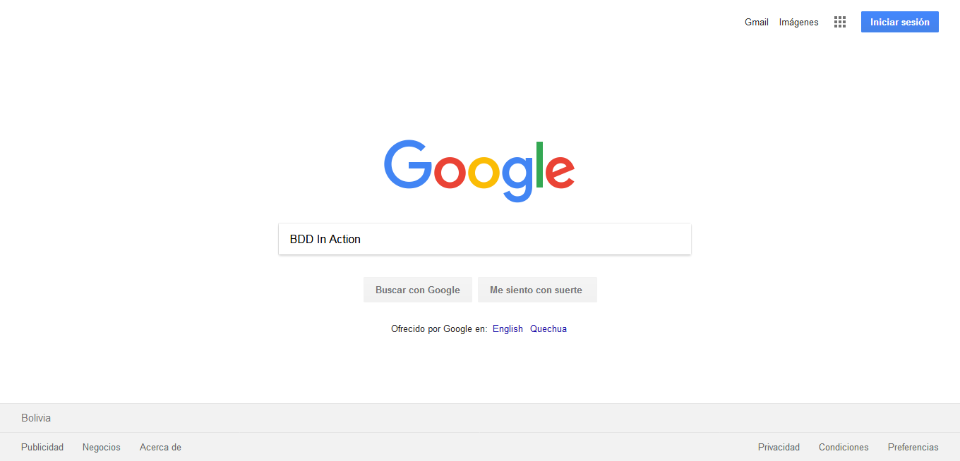 Gmail Imágenes Iniciar sesión
Google
BDD In Action
Buscar con Google Me siento con suerte
Ofrecido por Google en: English Quechua
Bolivia
Publicidad Negocios Acerca de Privacidad Condiciones Preferencias